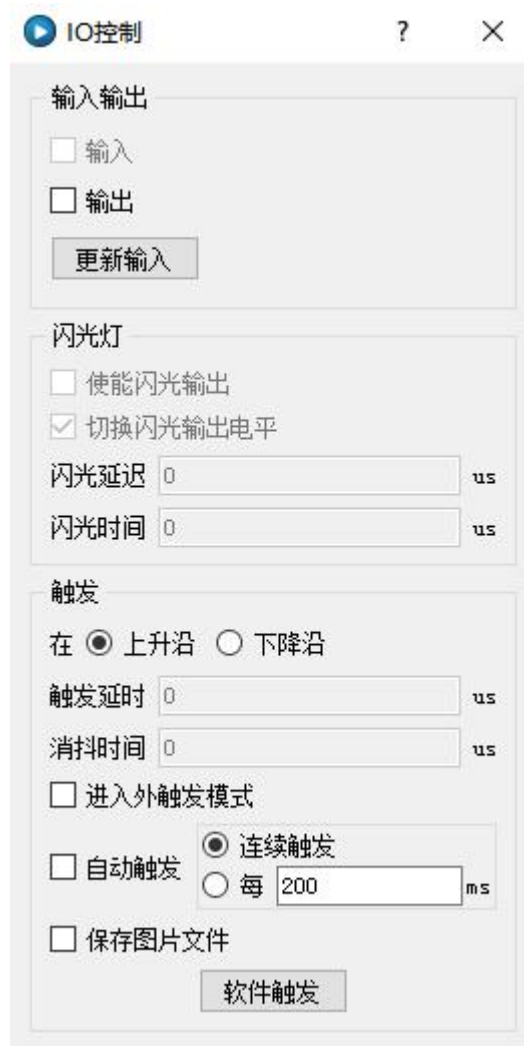 IO控制 ? ×
输入输出
输入
输出
更新输入
闪光灯
使能闪光输出
切换闪光输出电平
闪光延迟 0 us
闪光时间 0 us
触发
在 上升沿 下降沿
触发延时 0 us
消抖时间 0 us
进入外触发模式
连续触发
自动触发
每 200 ms
保存图片文件
软件触发